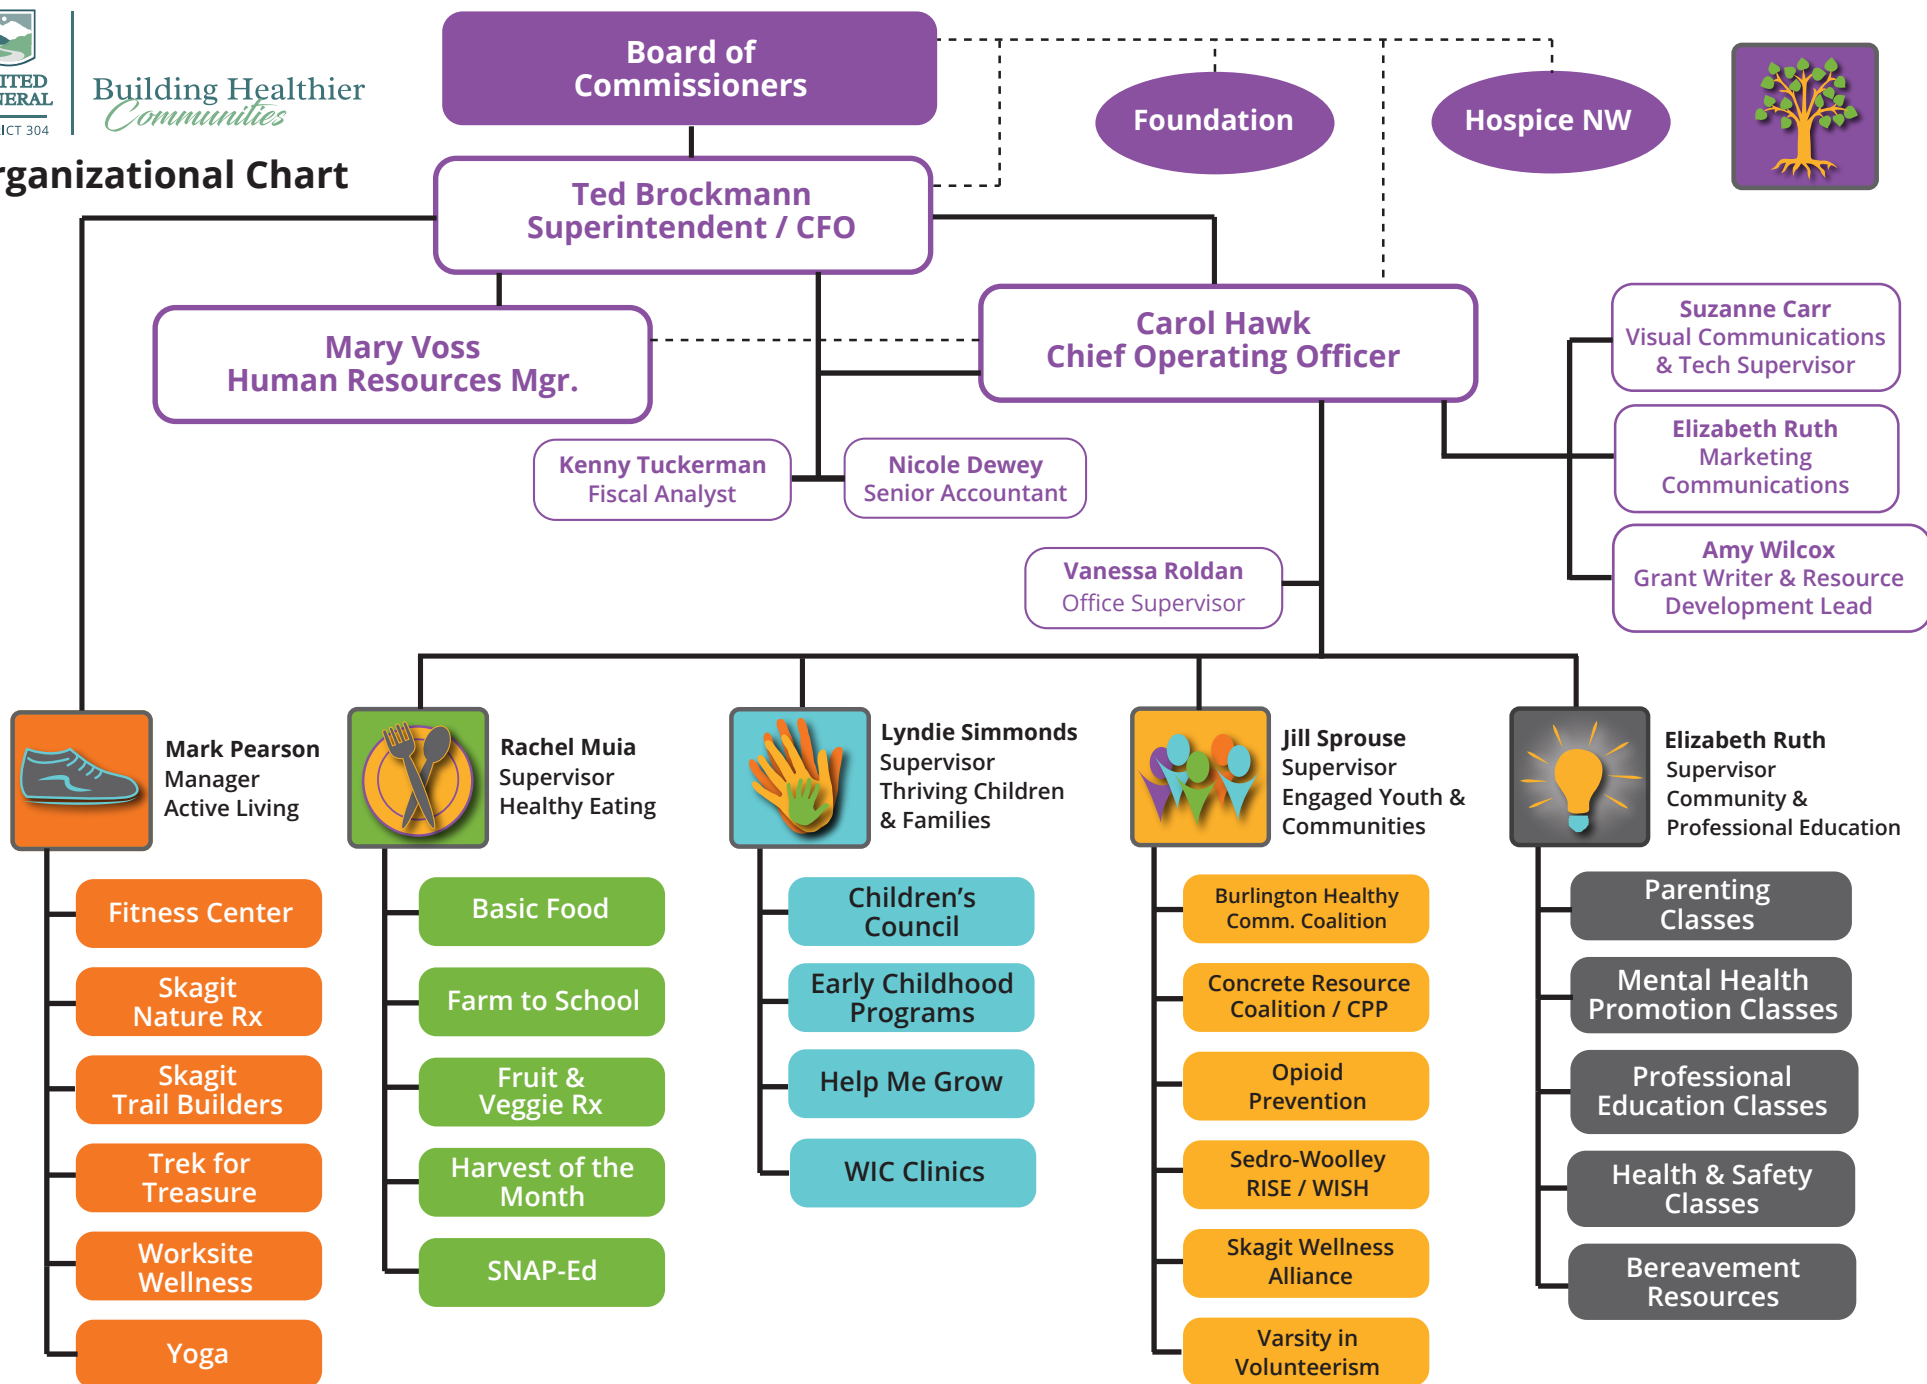 Building Healthier
Communities
Organizational Chart
Board of
Commissioners
Foundation
Hospice NW
Ted Brockmann
Superintendent / CFO
Mary Voss
Human Resources Mgr.
Carol Hawk
Chief Operating Officer
Suzanne Carr
Visual Communications
& Tech Supervisor
Elizabeth Ruth
Marketing
Communications
Amy Wilcox
Grant Writer & Resource
Development Lead
Kenny Tuckerman
Fiscal Analyst
Nicole Dewey
Senior Accountant
Vanessa Roldan
Office Supervisor
Mark Pearson
Manager
Active Living
Fitness Center
Skagit
Nature Rx
Skagit
Trail Builders
Trek for
Treasure
Worksite
Wellness
Yoga
Rachel Muia
Supervisor
Healthy Eating
Basic Food
Farm to School
Fruit &
Veggie Rx
Harvest of the
Month
SNAP-Ed
Lyndie Simmonds
Supervisor
Thriving Children
& Families
Children’s
Council
Early Childhood
Programs
Help Me Grow
WIC Clinics
Jill Sprouse
Supervisor
Engaged Youth &
Communities
Burlington Healthy
Comm. Coalition
Concrete Resource
Coalition / CPP
Opioid
Prevention
Sedro-Woolley
RISE / WISH
Skagit Wellness
Alliance
Varsity in
Volunteerism
Elizabeth Ruth
Supervisor
Community &
Professional Education
Parenting
Classes
Mental Health
Promotion Classes
Professional
Education Classes
Health & Safety
Classes
Bereavement
Resources